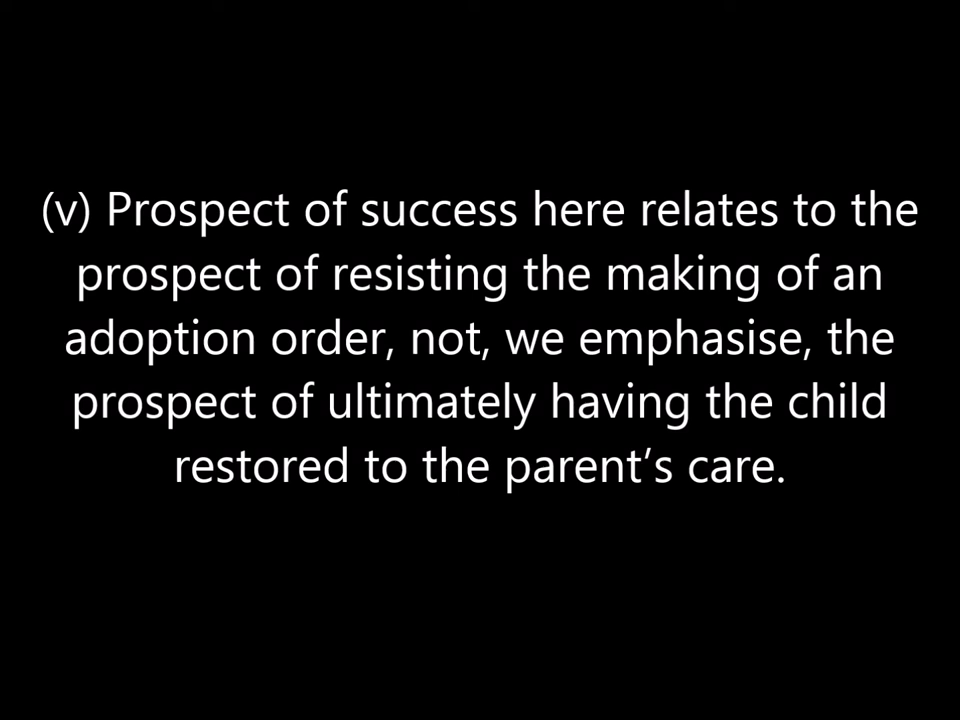 (v) Prospect of success here relates to the
prospect of resisting the making of an
adoption order, not, we emphasise, the
prospect of ultimately having the child
restored to the parent’s care.